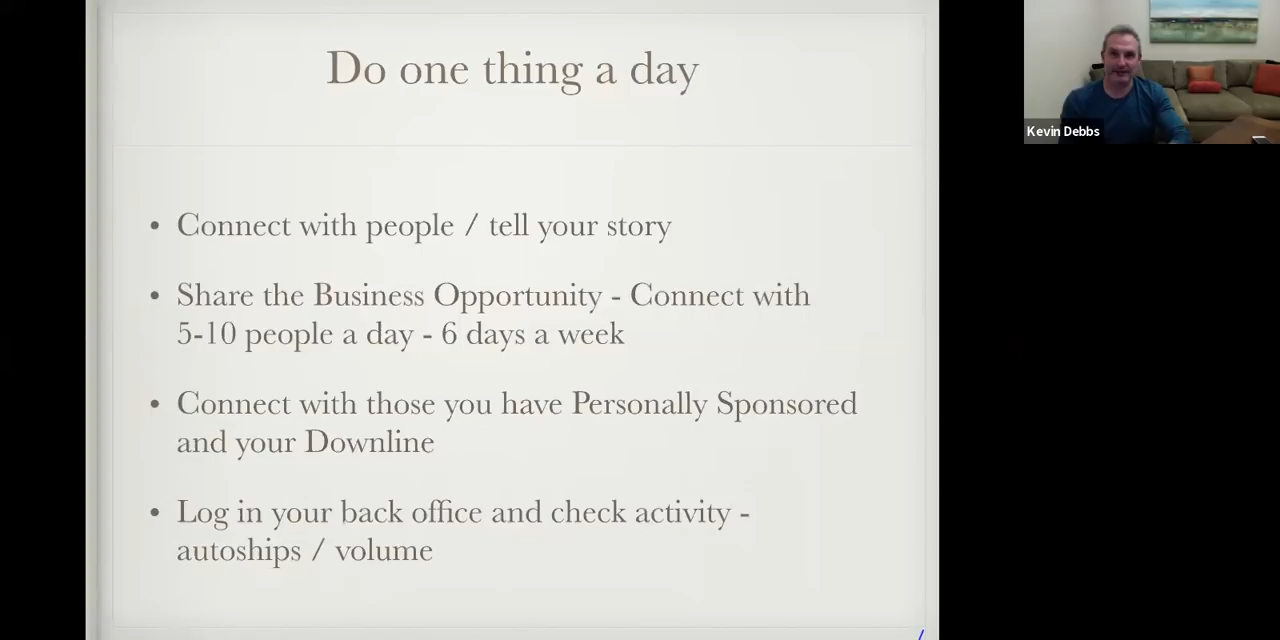 Do one thing a day
• Connect with people / tell your story
• Share the Business Opportunity - Connect with
5-10 people a day - 6 days a week
• Connect with those you have Personally Sponsored
and your Downline
• Log in your back office and check activity -
autoships / volume
Kevin Debbs